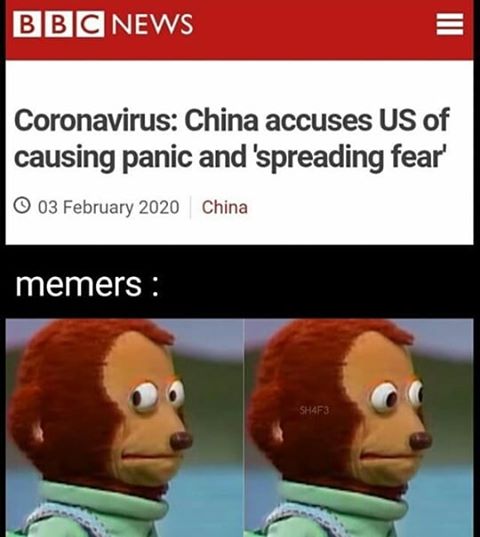 BBC NEWS
Coronavirus: China accuses US of
causing panic and 'spreading fear'
03 February 2020 China
memers :
SH4F3